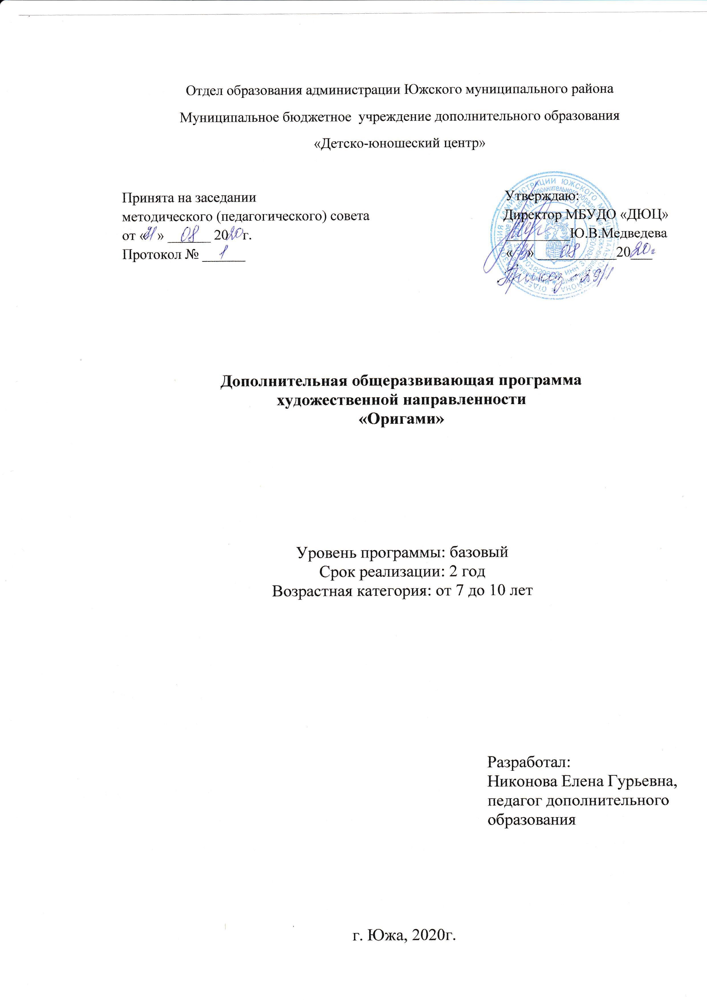 Отдел образования администрации Южского муниципального района
Муниципальное бюджетное учреждение дополнительного образования
«Детско-юношеский центр»
Принята на заседании
методического (педагогического) совета
от «31» 08 2020 г.
Протокол № 1
Утверждаю:
Директор МБУДО «ДЮЦ»
Ю.В.Медведева
«31» 08 2020г
Приказ - 39/1
Дополнительная общеразвивающая программа
художественной направленности
«Оригами»
Уровень программы: базовый
Срок реализации: 2 год
Возрастная категория: от 7 до 10 лет
Разработал:
Никонова Елена Гурьевна,
педагог дополнительного
образования
г. Южа, 2020г.